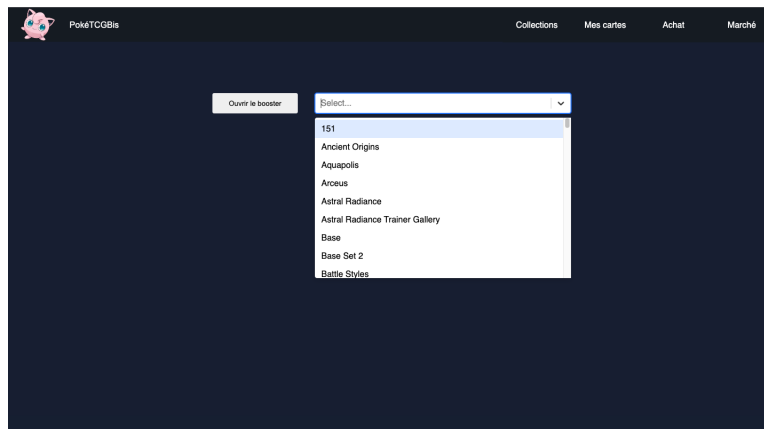 PokéTCGBis
Collections
Mes cartes
Achat
Marché
Ouvrir le booster
Select...
151
Ancient Origins
Aquapolis
Arceus
Astral Radiance
Astral Radiance Trainer Gallery
Base
Base Set 2
Battle Styles